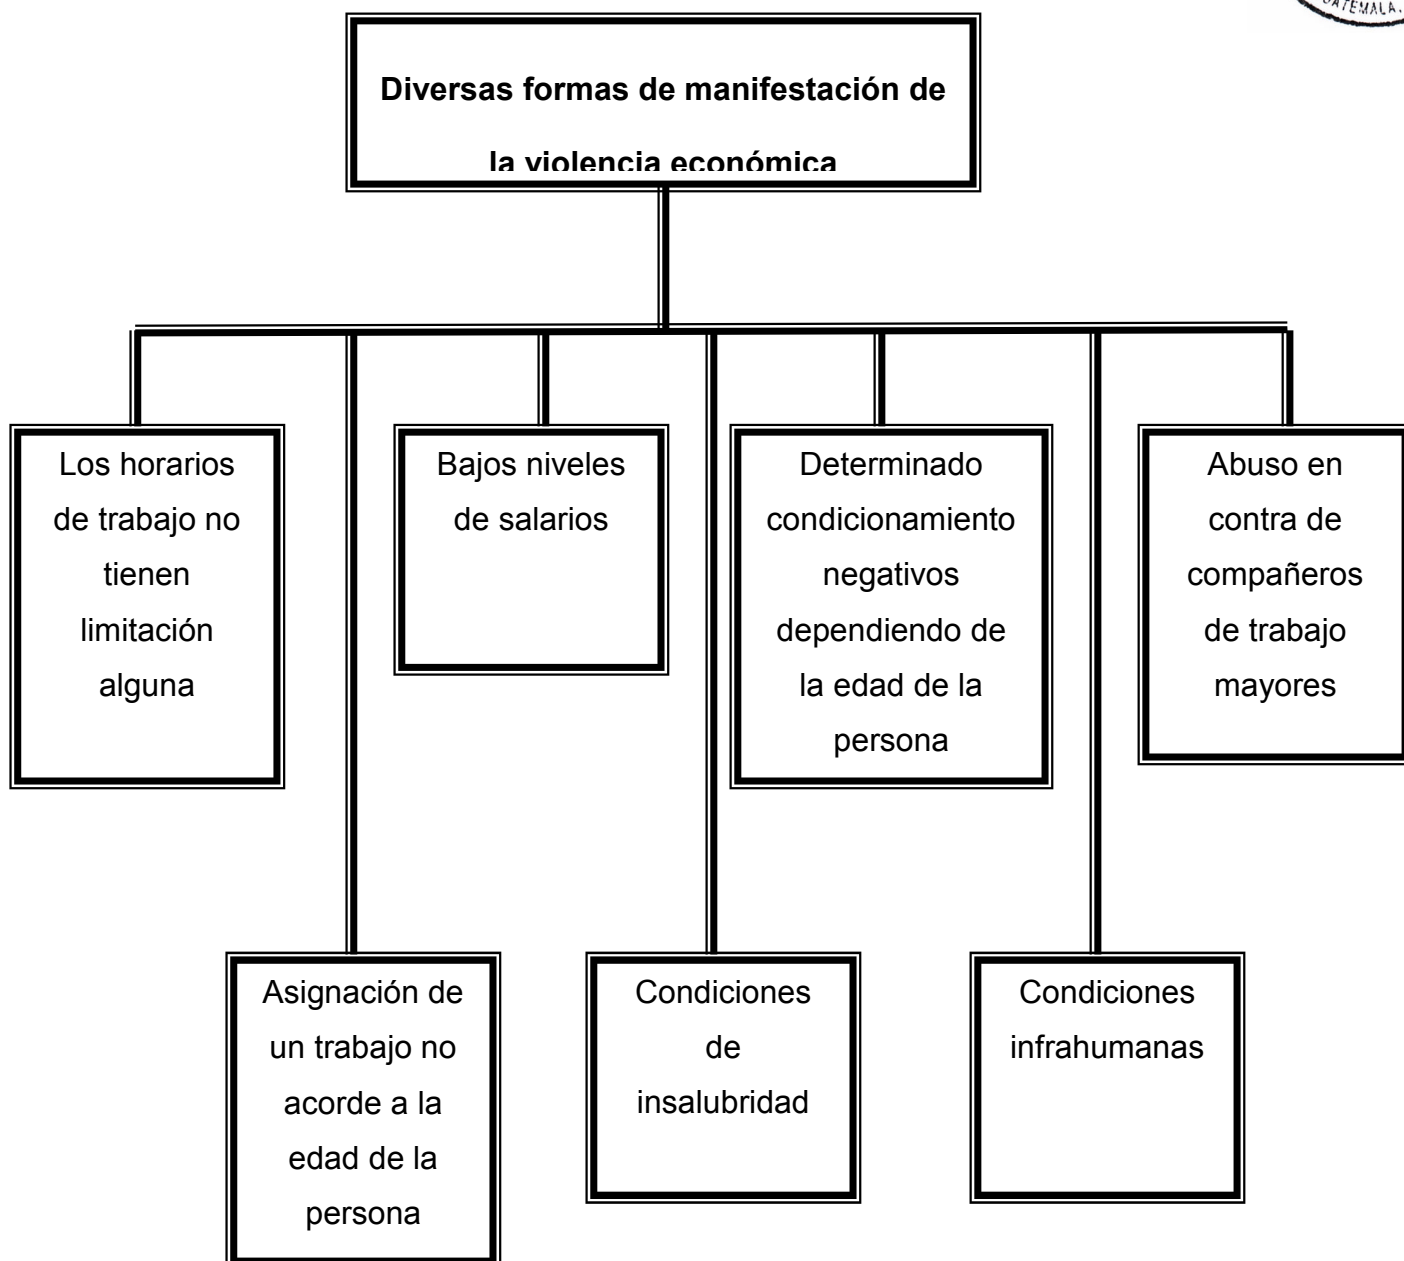 GATEMALA.
Diversas formas de manifestación de
la violencia económica
Los horarios
de trabajo no
tienen
limitación
alguna
Bajos niveles
de salarios
Determinado
condicionamiento
negativos
dependiendo de
la edad de la
persona
Abuso en
contra de
compañeros
de trabajo
mayores
Asignación de
un trabajo no
acorde a la
edad de la
persona
Condiciones
de
insalubridad
Condiciones
infrahumanas